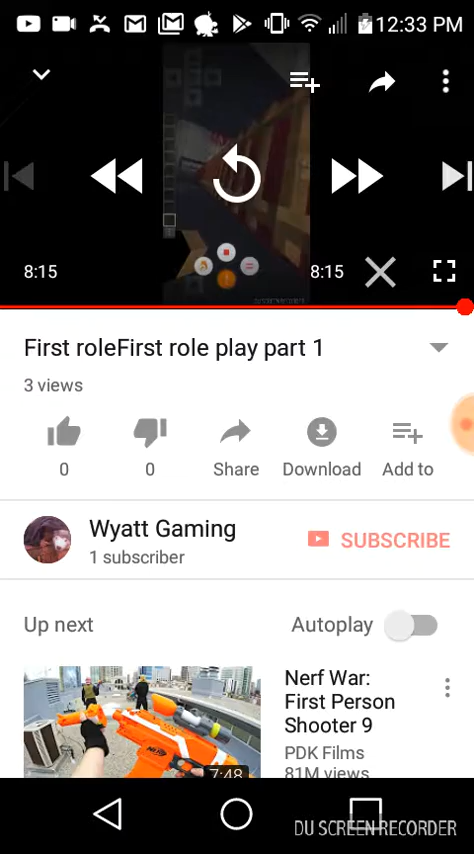 12:33 PM
8:15
8:15
First roleFirst role play part 1
3 views
0
0
Share
Download
Add to
Wyatt Gaming
1 subscriber
SUBSCRIBE
Up next
Autoplay
Nerf War:
First Person
Shooter 9
PDK Films
81M views
7:48
NERF
DU SCREEN RECORDER